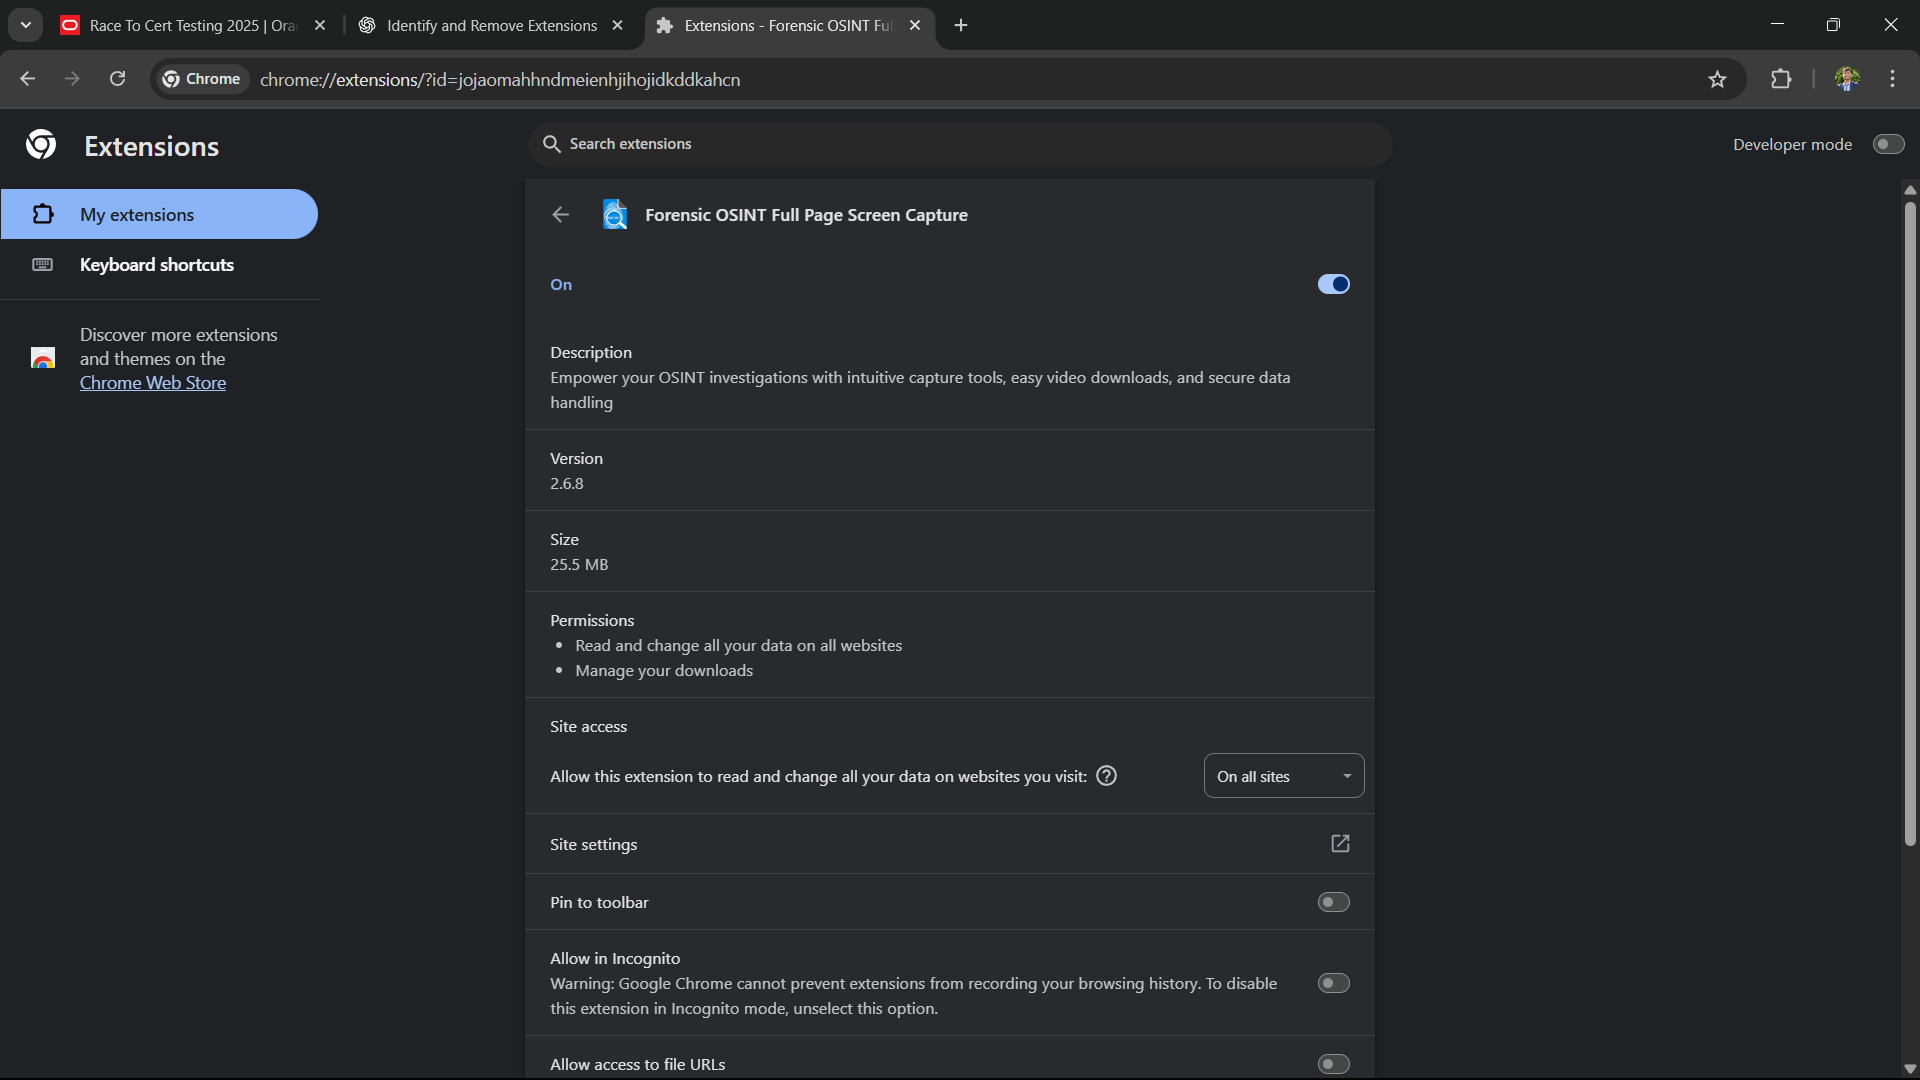 Race To Cert Testing 2025 | Ora
Identify and Remove Extensions
Extensions - Forensic OSINT Ful
Chrome
chrome://extensions/?id=jojaomahhndmeienhjihojidkddkahcn
Extensions
Search extensions
Developer mode
My extensions
Keyboard shortcuts
Discover more extensions
and themes on the
Chrome Web Store
Forensic OSINT Full Page Screen Capture
On
Description
Empower your OSINT investigations with intuitive capture tools, easy video downloads, and secure data
handling
Version
2.6.8
Size
25.5 MB
Permissions
• Read and change all your data on all websites
• Manage your downloads
Site access
Allow this extension to read and change all your data on websites you visit:
On all sites
Site settings
Pin to toolbar
Allow in Incognito
Warning: Google Chrome cannot prevent extensions from recording your browsing history. To disable
this extension in Incognito mode, unselect this option.
Allow access to file URLs